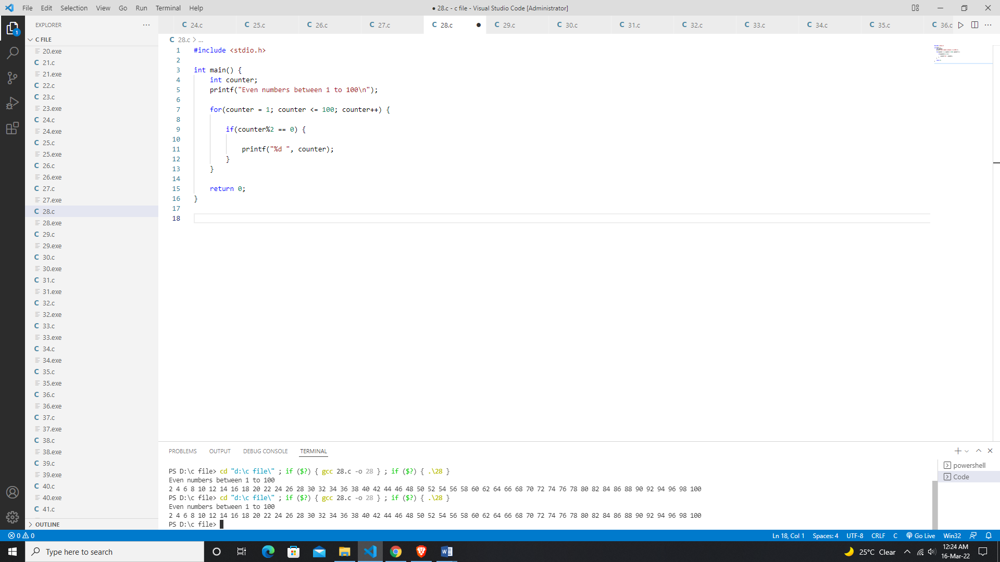 File Edit Selection View Go Run Terminal Help
● 28.c - c file - Visual Studio Code [Administrator]
EXPLORER ...
C 24.c C 25.c C 26.c C 27.c C 28.c ● C 29.c C 30.c C 31.c C 32.c C 33.c C 34.c C 35.c C 36.c
1
C FILE
C 28.c > ...
20.exe
C 21.c
21.exe
C 22.c
C 23.c
23.exe
C 24.c
24.exe
C 25.c
25.exe
C 26.c
26.exe
C 27.c
27.exe
C 28.c
28.exe
C 29.c
29.exe
C 30.c
30.exe
C 31.c
31.exe
C 32.c
32.exe
C 33.c
33.exe
C 34.c
34.exe
C 35.c
35.exe
C 36.c
36.exe
C 37.c
37.exe
C 38.c
38.exe
C 39.c
39.exe
C 40.c
40.exe
C 41.c
OUTLINE
1 #include <stdio.h>
2
3 int main() {
4 int counter;
5 printf("Even numbers between 1 to 100\n");
6
7 for(counter = 1; counter <= 100; counter++) {
8
9 if(counter%2 == 0) {
10
11 printf("%d ", counter);
12 }
13 }
14
15 return 0;
16 }
17
18
PROBLEMS OUTPUT DEBUG CONSOLE TERMINAL
PS D:\c file> cd "d:\c file\" ; if ($?) { gcc 28.c -o 28 } ; if ($?) { .\28 }
Even numbers between 1 to 100
2 4 6 8 10 12 14 16 18 20 22 24 26 28 30 32 34 36 38 40 42 44 46 48 50 52 54 56 58 60 62 64 66 68 70 72 74 76 78 80 82 84 86 88 90 92 94 96 98 100
PS D:\c file> cd "d:\c file\" ; if ($?) { gcc 28.c -o 28 } ; if ($?) { .\28 }
Even numbers between 1 to 100
2 4 6 8 10 12 14 16 18 20 22 24 26 28 30 32 34 36 38 40 42 44 46 48 50 52 54 56 58 60 62 64 66 68 70 72 74 76 78 80 82 84 86 88 90 92 94 96 98 100
PS D:\c file>
powershell
Code
0 0
Ln 18, Col 1 Spaces: 4 UTF-8 CRLF C Go Live Win32
Type here to search
25°C Clear
12:24 AM
16-Mar-22